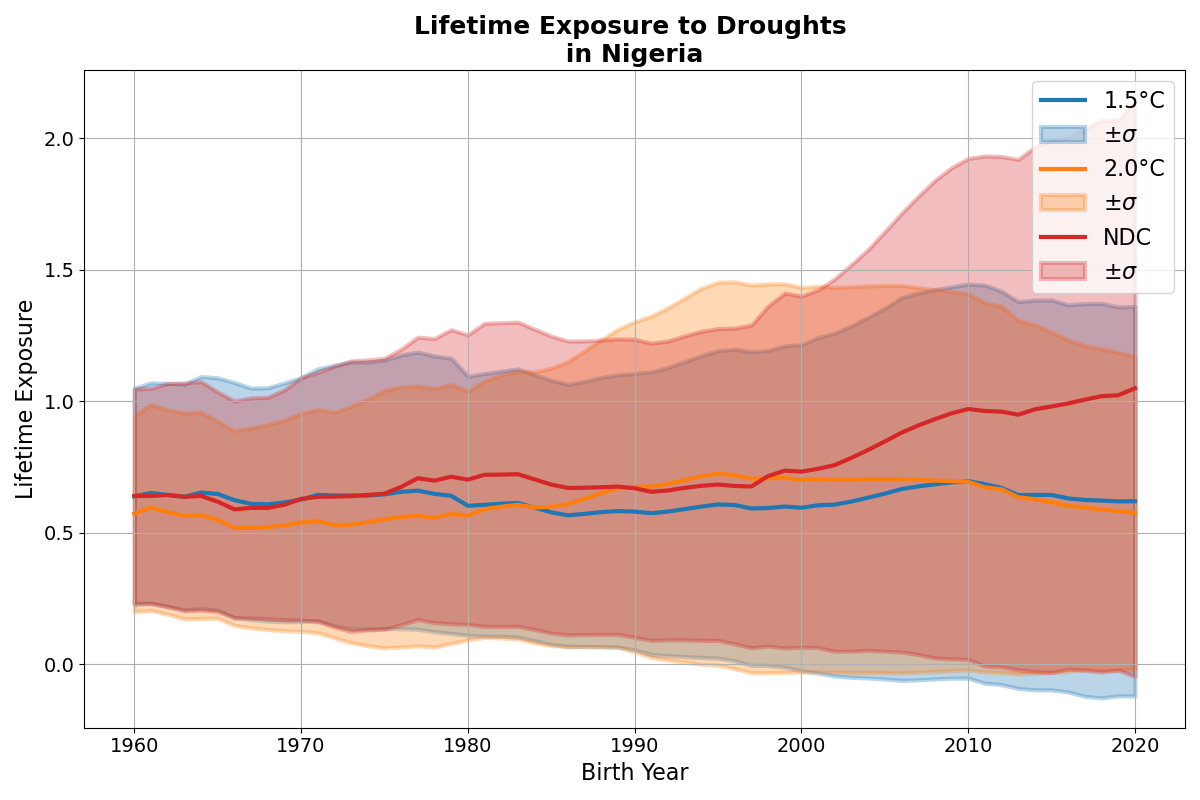 Lifetime Exposure to Droughts
in Nigeria
Lifetime Exposure
2.0
1.5
1.0
0.5
0.0
1960 1970 1980 1990 2000 2010 2020
Birth Year
1.5°C
±σ
2.0°C
±σ
NDC
±σ